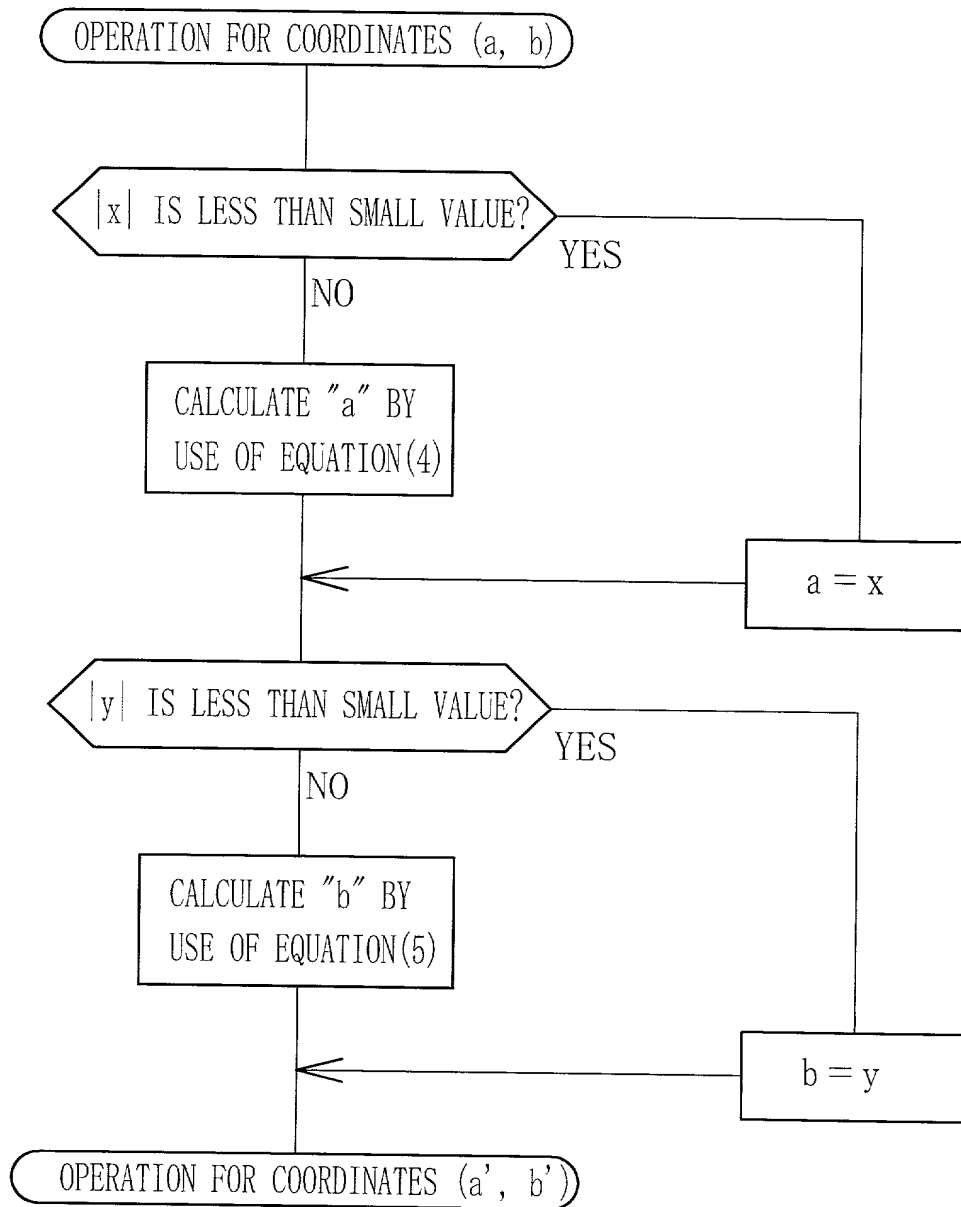 OPERATION FOR COORDINATES (a, b)
|x| IS LESS THAN SMALL VALUE?
YES
NO
CALCULATE "a" BY
USE OF EQUATION(4)
a = x
|y| IS LESS THAN SMALL VALUE?
YES
NO
CALCULATE "b" BY
USE OF EQUATION(5)
b = y
OPERATION FOR COORDINATES (a', b')